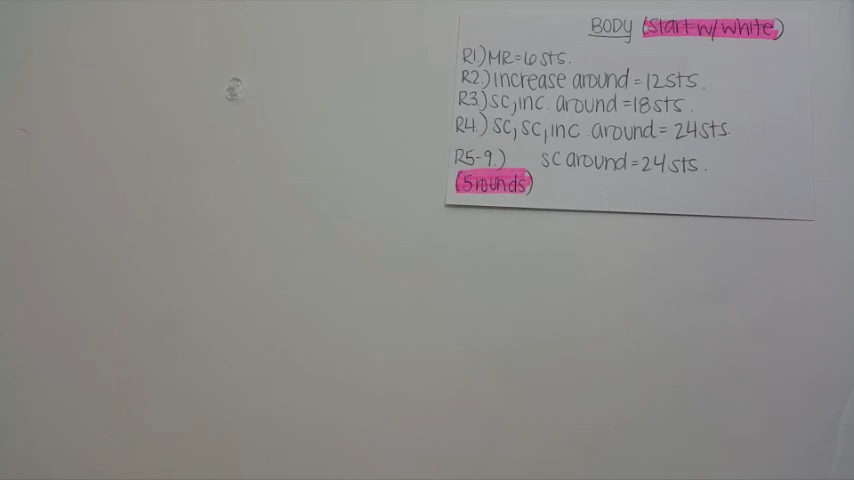 BODY (start w/ white)
R1.) MR = 6 sts.
R2.) increase around = 12 sts.
R3.) sc, inc. around = 18 sts.
R4.) sc, sc, inc. around = 24 sts.
R5-9.) sc around = 24 sts.
(5 rounds)